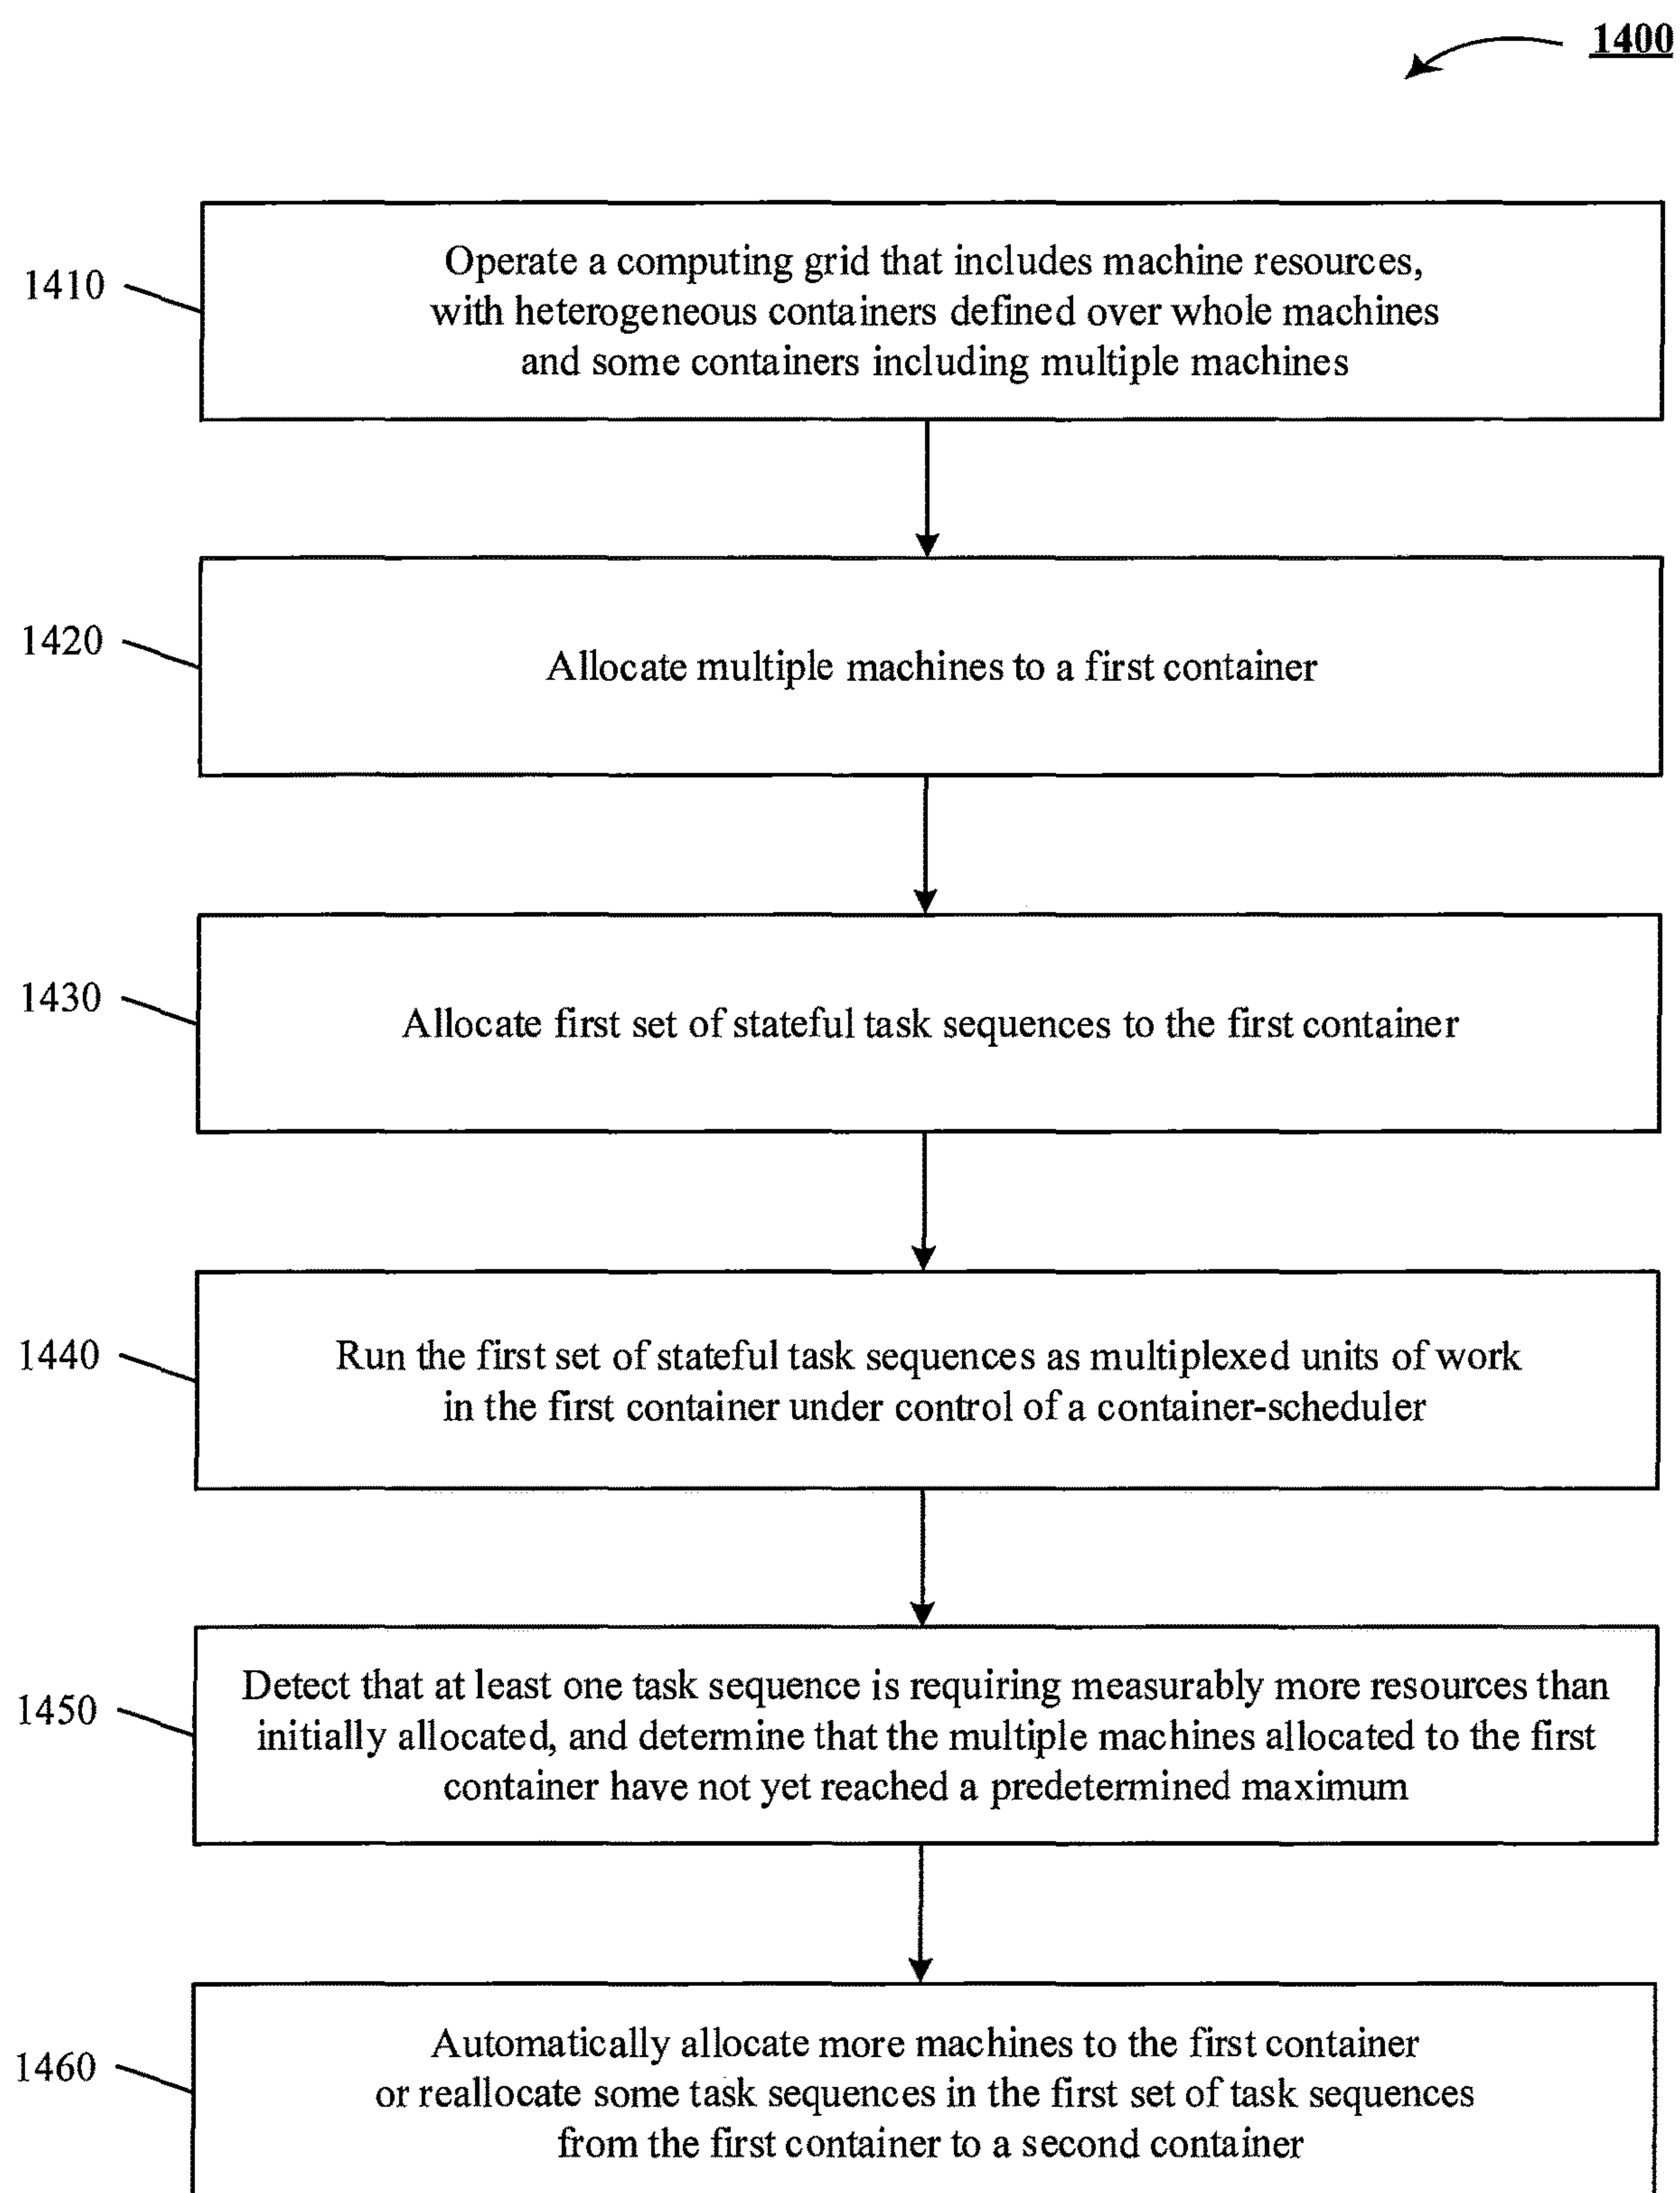 1400
1410
Operate a computing grid that includes machine resources,
with heterogeneous containers defined over whole machines
and some containers including multiple machines
1420
Allocate multiple machines to a first container
1430
Allocate first set of stateful task sequences to the first container
1440
Run the first set of stateful task sequences as multiplexed units of work
in the first container under control of a container-scheduler
1450
Detect that at least one task sequence is requiring measurably more resources than
initially allocated, and determine that the multiple machines allocated to the first
container have not yet reached a predetermined maximum
1460
Automatically allocate more machines to the first container
or reallocate some task sequences in the first set of task sequences
from the first container to a second container